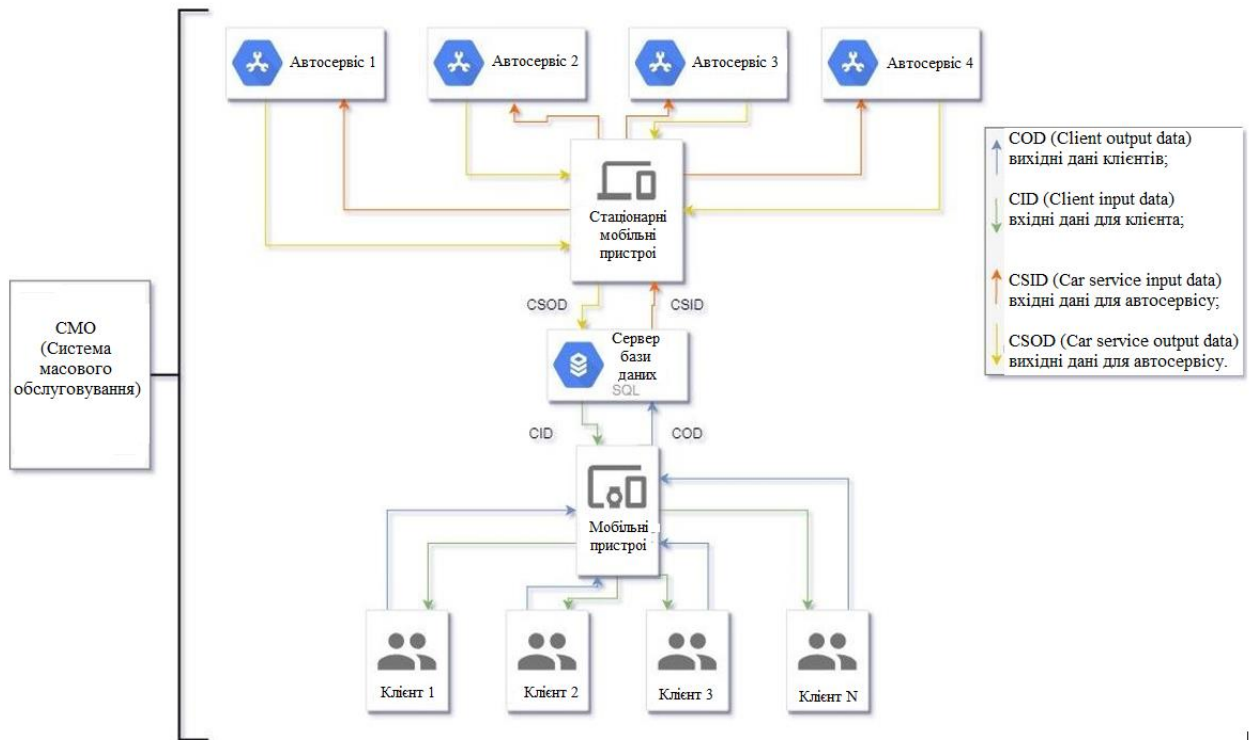 Автосервіс 1
Автосервіс 2
Автосервіс 3
Автосервіс 4
COD (Client output data)
вихідні дані клієнтів;
CID (Client input data)
вхідні дані для клієнта;
CSID (Car service input data)
вхідні дані для автосервісу;
CSOD (Car service output data)
вихідні дані для автосервісу.
Стаціонарні
мобільні
пристрої
CSOD
CSID
СМО
(Система
масового
обслуговування)
Сервер
бази
даних
SQL
CID
COD
Мобільні
пристрої
Клієнт 1
Клієнт 2
Клієнт 3
Клієнт N